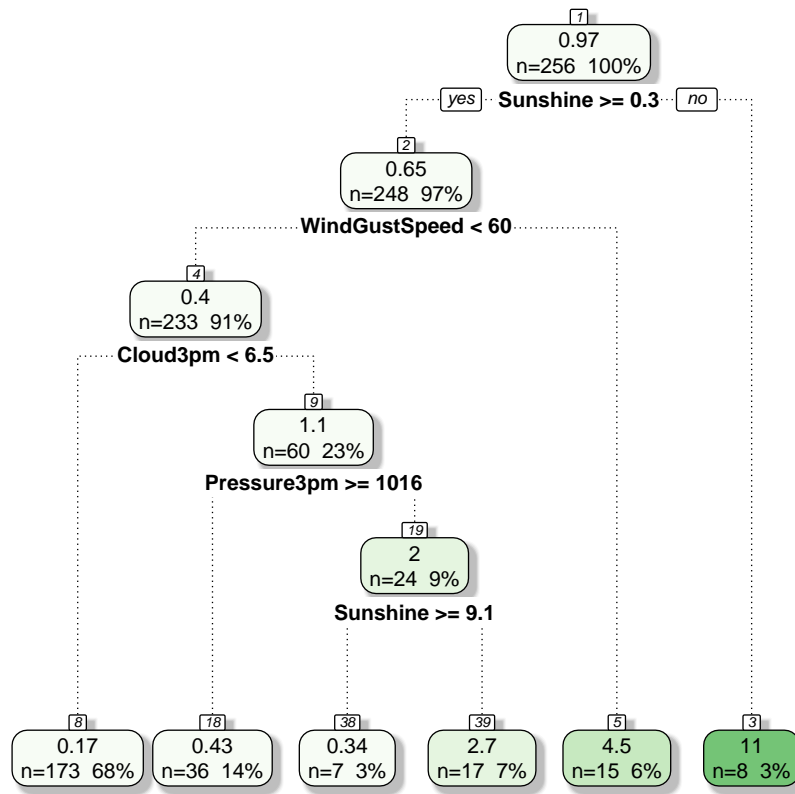 1
0.97
n=256 100%
yes Sunshine >= 0.3 no
2
0.65
n=248 97%
WindGustSpeed < 60
4
0.4
n=233 91%
Cloud3pm < 6.5
9
1.1
n=60 23%
Pressure3pm >= 1016
19
2
n=24 9%
Sunshine >= 9.1
8 18 38 39 5 3
0.17 0.43 0.34 2.7 4.5 11
n=173 68% n=36 14% n=7 3% n=17 7% n=15 6% n=8 3%